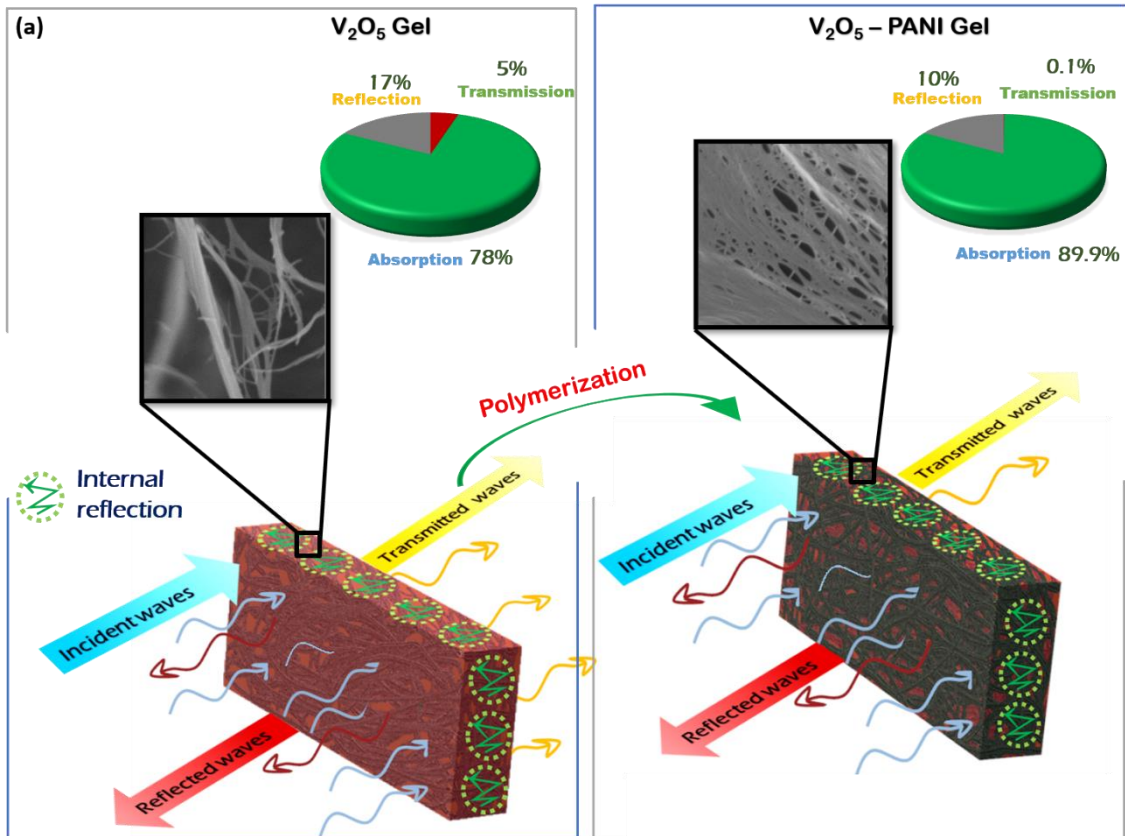 (a)
V₂O₅ Gel
5%
17%
Transmission
Reflection
Absorption 78%
V₂O₅ – PANI Gel
0.1%
10%
Transmission
Reflection
Absorption 89.9%
Polymerization
Internal
reflection
Incident waves
Transmitted waves
Reflected waves
Incident waves
Transmitted waves
Reflected waves